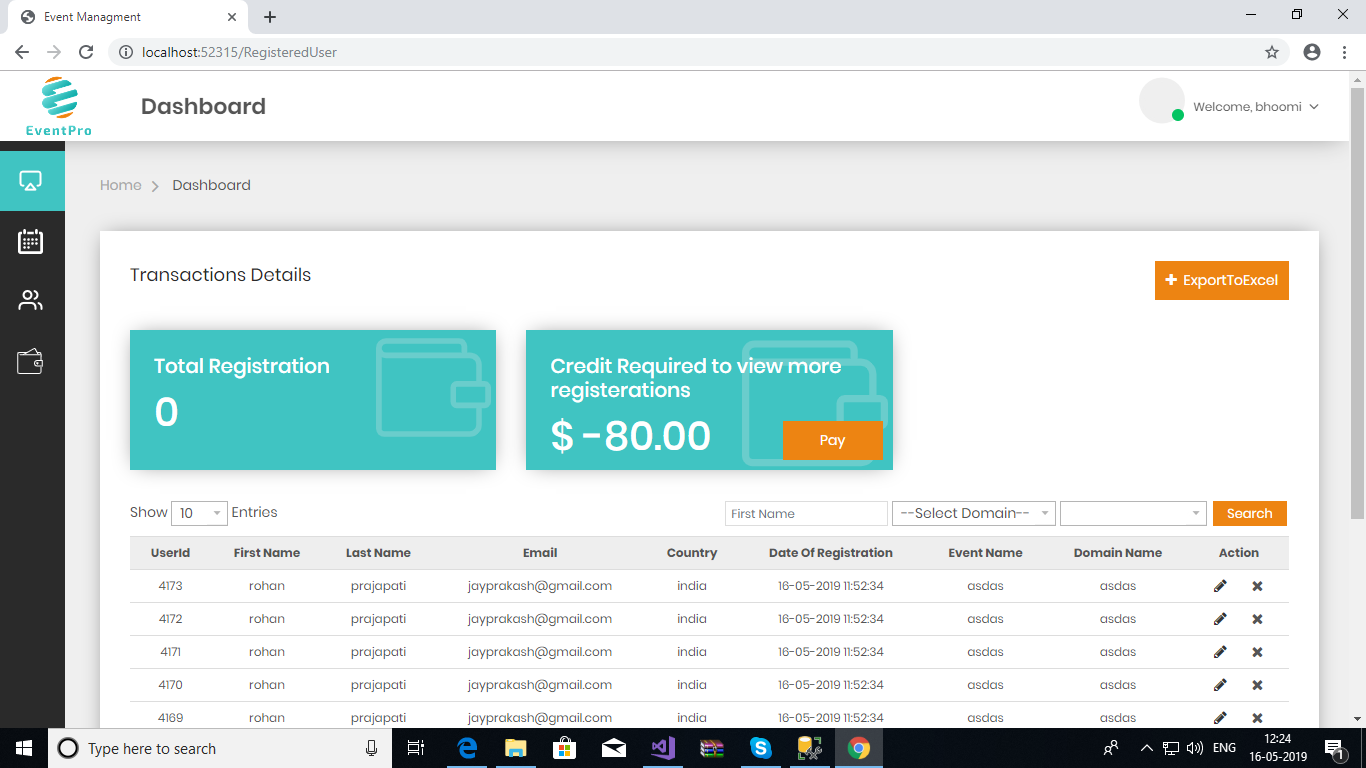 Event Managment
localhost:52315/RegisteredUser
EventPro
Dashboard
Welcome, bhoomi
Home
Dashboard
Transactions Details
ExportToExcel
Total Registration
0
Credit Required to view more
registerations
$ -80.00
Pay
Show 10 Entries
First Name
--Select Domain--
Search
UserId First Name Last Name Email Country Date Of Registration Event Name Domain Name Action
4173 rohan prajapati jayprakash@gmail.com india 16-05-2019 11:52:34 asdas asdas
4172 rohan prajapati jayprakash@gmail.com india 16-05-2019 11:52:34 asdas asdas
4171 rohan prajapati jayprakash@gmail.com india 16-05-2019 11:52:34 asdas asdas
4170 rohan prajapati jayprakash@gmail.com india 16-05-2019 11:52:34 asdas asdas
4169 rohan prajapati jayprakash@gmail.com india 16-05-2019 11:52:34 asdas asdas
Type here to search
ENG
12:24
16-05-2019
1